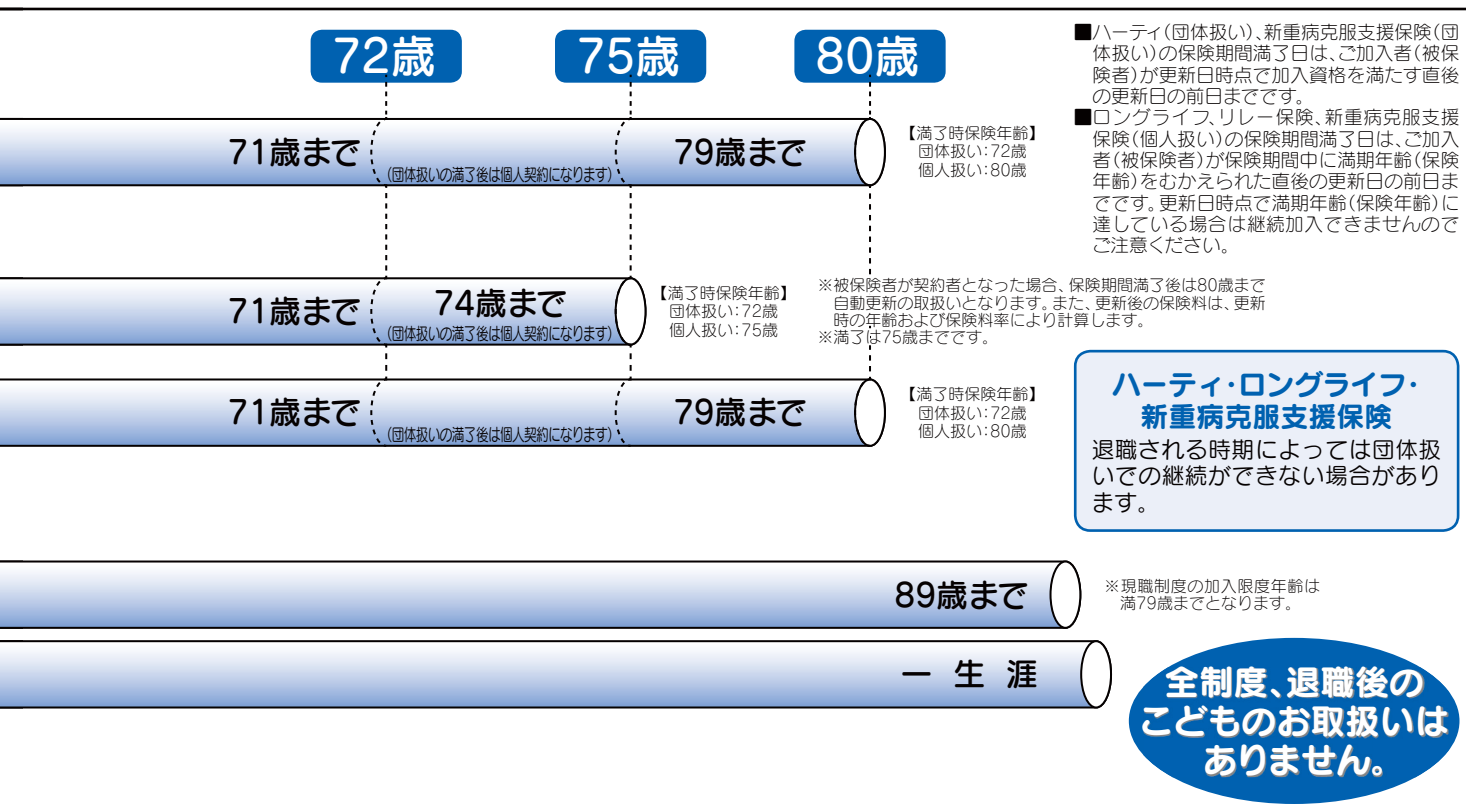 72歳
75歳
80歳
71歳まで
(団体扱いの満了後は個人契約になります)
79歳まで
【満了時保険年齢】
団体扱い:72歳
個人扱い:80歳
71歳まで
74歳まで
(団体扱いの満了後は個人契約になります)
【満了時保険年齢】
団体扱い:72歳
個人扱い:75歳
※被保険者が契約者となった場合、保険期間満了後は80歳まで
自動更新の取扱いとなります。また、更新後の保険料は、更新
時の年齢および保険料率により計算します。
※満了は75歳までです。
71歳まで
(団体扱いの満了後は個人契約になります)
79歳まで
【満了時保険年齢】
団体扱い:72歳
個人扱い:80歳
89歳まで
※現職制度の加入限度年齢は
満79歳までとなります。
一 生 涯
■ハーティ(団体扱い)、新重病克服支援保険(団
体扱い)の保険期間満了日は、ご加入者(被保
険者)が更新日時点で加入資格を満たす直後
の更新日の前日までです。
■ロングライフ、リレー保険、新重病克服支援
保険(個人扱い)の保険期間満了日は、ご加入
者(被保険者)が保険期間中に満期年齢(保険
年齢)をむかえられた直後の更新日の前日ま
でです。更新日時点で満期年齢(保険年齢)に
達している場合は継続加入できませんので
ご注意ください。
ハーティ・ロングライフ・
新重病克服支援保険
退職される時期によっては団体扱
いでの継続ができない場合があり
ます。
全制度、退職後の
こどものお取扱いは
ありません。